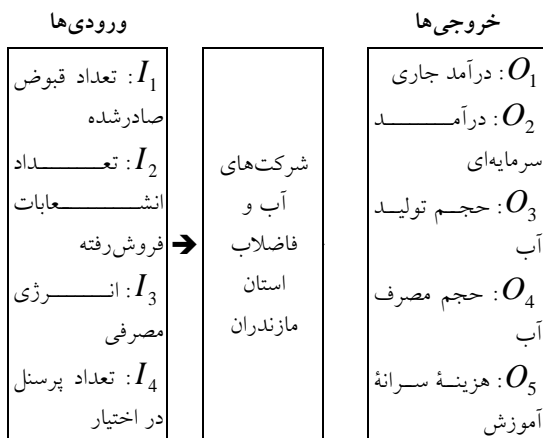 ورودی‌ها
I1: تعداد قبوض
صادرشده
I2: تعداد
انشعابات
فروش‌رفته
I3: انرژی
مصرفی
I4: تعداد پرسنل
در اختیار
➔
شرکت‌های
آب و
فاضلاب
استان
مازندران
خروجی‌ها
O1: درآمد جاری
O2: درآمد
سرمایه‌ای
O3: حجم تولید
آب
O4: حجم مصرف
آب
O5: هزینۀ سرانۀ
آموزش